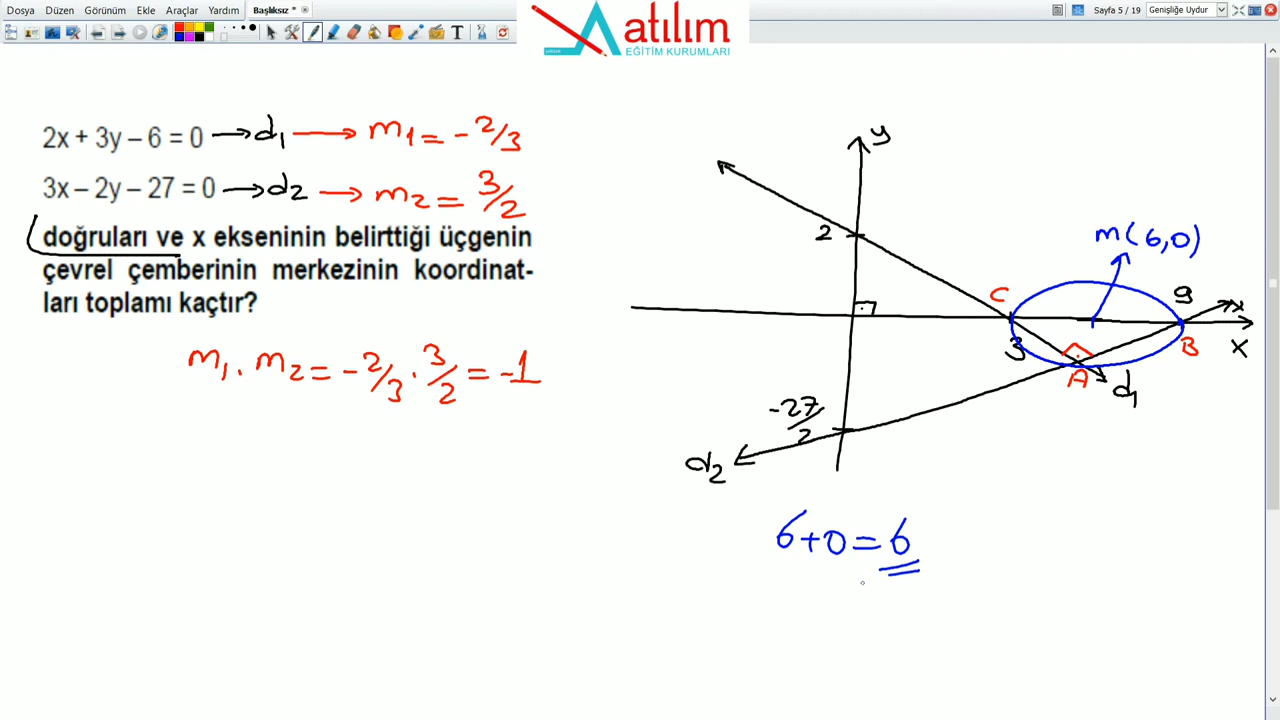 Dosya Düzen Görünüm Ekle Araçlar Yardım Başlıksız * Sayfa 5 / 19 Genişliğe Uydur
atılım
EĞİTİM KURUMLARI
2x + 3y – 6 = 0 → d1 → m1 = -2/3
3x – 2y – 27 = 0 → d2 → m2 = 3/2
doğruları ve x ekseninin belirttiği üçgenin
çevrel çemberinin merkezinin koordinat-
ları toplamı kaçtır?
m1 . m2 = -2/3 . 3/2 = -1
y
2
m(6,0)
C
9
x
3
B
x
A
d1
-27/2
d2
6+0=6